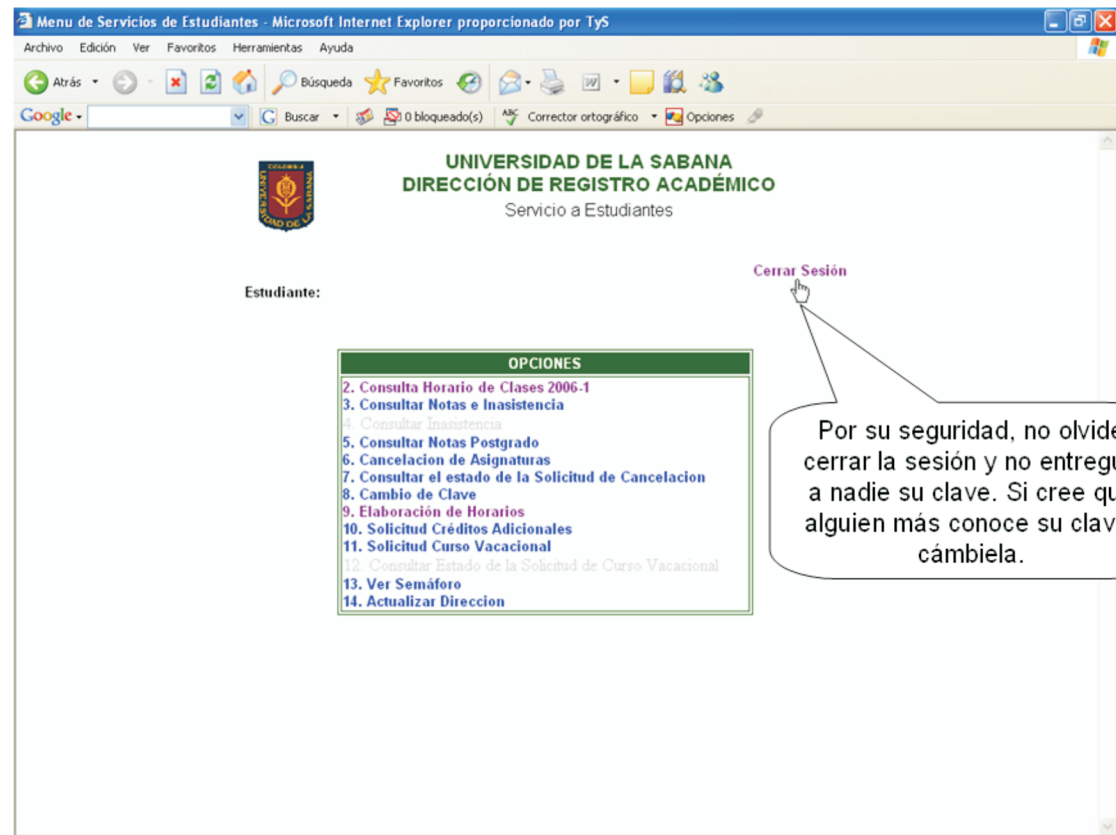 Menu de Servicios de Estudiantes - Microsoft Internet Explorer proporcionado por TyS
Archivo Edición Ver Favoritos Herramientas Ayuda
Atrás Búsqueda Favoritos
Google Buscar 0 bloqueado(s) ABC Corrector ortográfico Opciones
COLOMBIA
UNIVERSIDAD DE LA SABANA
UNIVERSIDAD DE LA SABANA
DIRECCIÓN DE REGISTRO ACADÉMICO
Servicio a Estudiantes
Cerrar Sesión
Estudiante:
OPCIONES
2. Consulta Horario de Clases 2006-1
3. Consultar Notas e Inasistencia
4. Consultar Inasistencia
5. Consultar Notas Postgrado
6. Cancelacion de Asignaturas
7. Consultar el estado de la Solicitud de Cancelacion
8. Cambio de Clave
9. Elaboración de Horarios
10. Solicitud Créditos Adicionales
11. Solicitud Curso Vacacional
12. Consultar Estado de la Solicitud de Curso Vacacional
13. Ver Semáforo
14. Actualizar Direccion
Por su seguridad, no olvide
cerrar la sesión y no entregu
a nadie su clave. Si cree qu
alguien más conoce su clav
cámbiela.